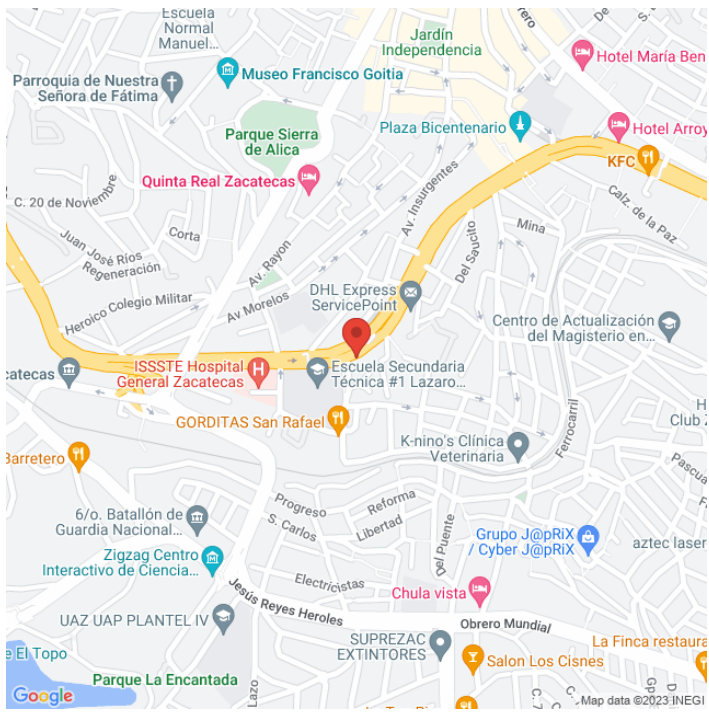 Escuela
Normal
Manuel...
Jardín
Independencia
Hotel María Ben
Museo Francisco Goitia
Parroquia de Nuestra
Señora de Fátima
Plaza Bicentenario
Hotel Arroy
Parque Sierra
de Alica
KFC
Quinta Real Zacatecas
Av. Insurgentes
Calz. de la Paz
C. 20 de Noviembre
Mina
Corta
Del Saucito
Juan José Ríos
Regeneración
Av. Rayon
DHL Express
ServicePoint
Heroico Colegio Militar
Av Morelos
Centro de Actualización
del Magisterio en...
ISSSTE Hospital
General Zacatecas
catecas
Escuela Secundaria
Técnica #1 Lazaro...
H
Club Z
GORDITAS San Rafael
K-nino's Clínica
Veterinaria
Ferrocarril
Barretero
Pascua
Progreso
Reforma
6/o. Batallón de
Guardia Nacional...
S. Carlos
Libertad
Del Puente
Grupo J@pRiX
/ Cyber J@pRiX
aztec laser
Zigzag Centro
Interactivo de Ciencia...
Electricistas
Jesús Reyes Heroles
Chula vista
UAZ UAP PLANTEL IV
Obrero Mundial
SUPREZAC
EXTINTORES
La Finca restaura
e El Topo
Salon Los Cisnes
Parque La Encantada
Lazo
C. 7
Google
Map data ©2023 INEGI